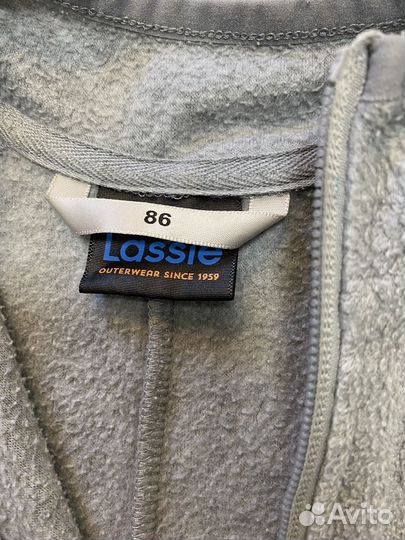 86
Lassie
OUTERWEAR SINCE 1959
Avito